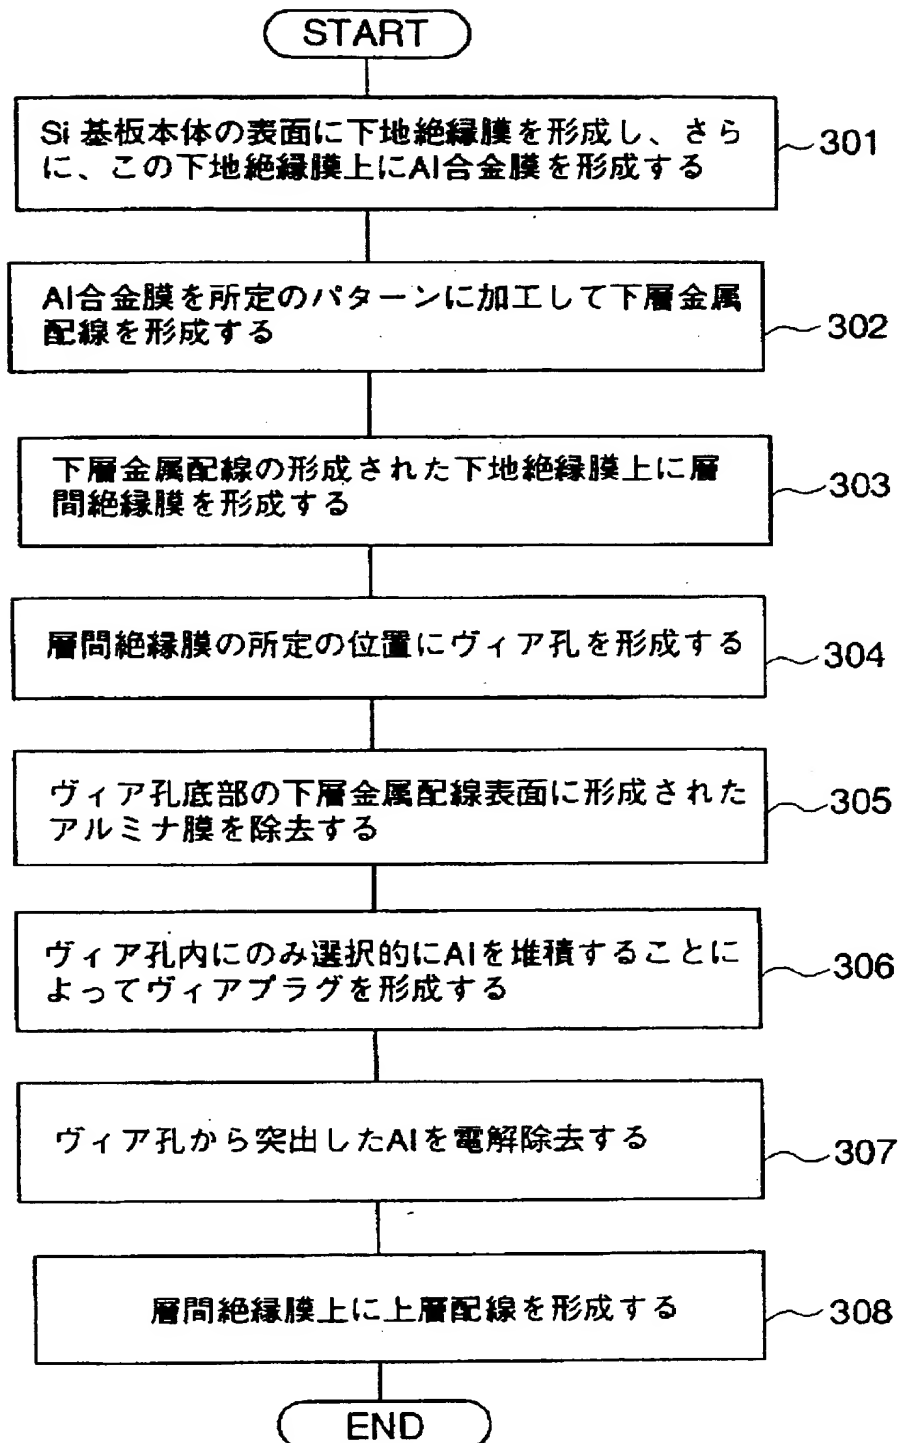 START
Si 基板本体の表面に下地絶縁膜を形成し、さら
に、この下地絶縁膜上にAl合金膜を形成する
301
Al合金膜を所定のパターンに加工して下層金属
配線を形成する
302
下層金属配線の形成された下地絶縁膜上に層
間絶縁膜を形成する
303
層間絶縁膜の所定の位置にヴィア孔を形成する
304
ヴィア孔底部の下層金属配線表面に形成された
アルミナ膜を除去する
305
ヴィア孔内にのみ選択的にAlを堆積することに
よってヴィアプラグを形成する
306
ヴィア孔から突出したAlを電解除去する
307
層間絶縁膜上に上層配線を形成する
308
END